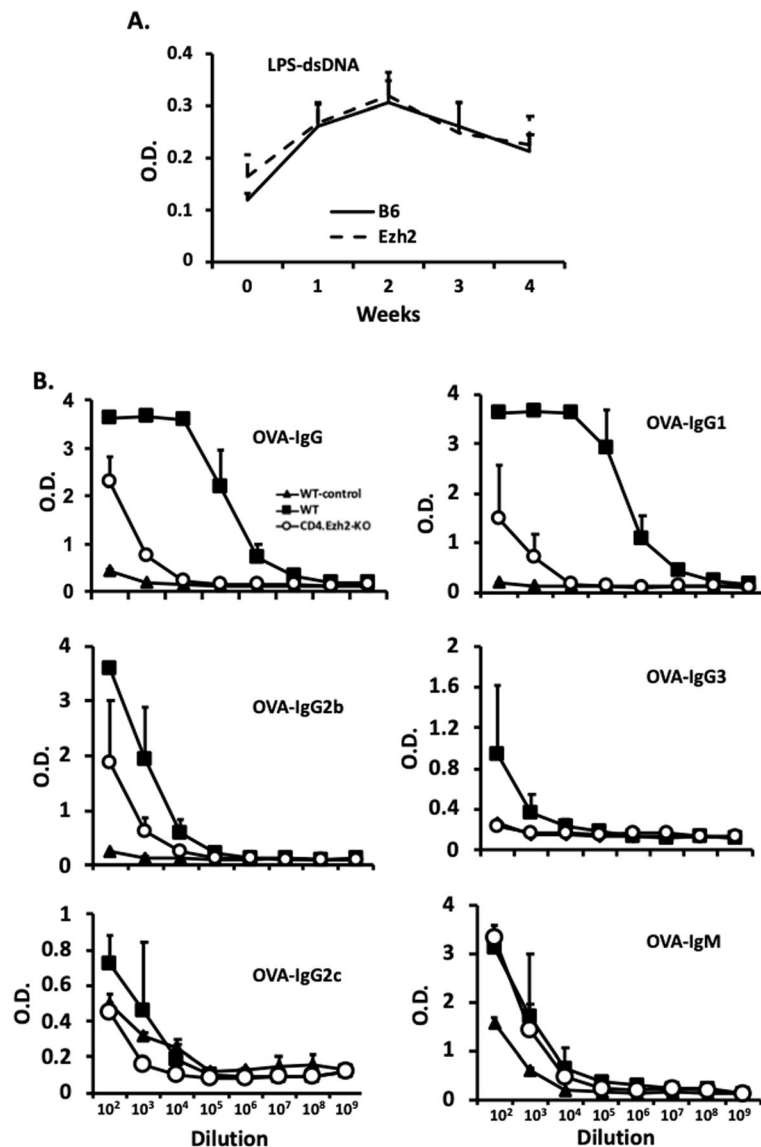 A.
LPS-dsDNA
0.4
0.3
0.2
0.1
0
O.D.
B6
Ezh2
0 1 2 3 4
Weeks
B.
4
3
2
1
0
O.D.
OVA-IgG
WT-control
WT
CD4.Ezh2-KO
4
3
2
1
0
O.D.
OVA-IgG1
4
3
2
1
0
O.D.
OVA-IgG2b
2
1.6
1.2
0.8
0.4
0
O.D.
OVA-IgG3
1
0.8
0.6
0.4
0.2
0
O.D.
OVA-IgG2c
10² 10³ 10⁴ 10⁵ 10⁶ 10⁷ 10⁸ 10⁹
Dilution
4
3
2
1
0
O.D.
OVA-IgM
10² 10³ 10⁴ 10⁵ 10⁶ 10⁷ 10⁸ 10⁹
Dilution